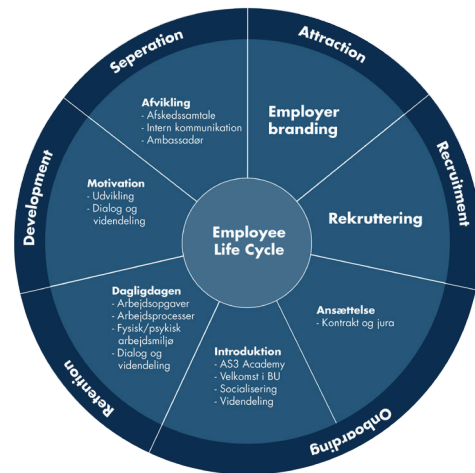 Attraction
Employer
branding
Recruitment
Rekruttering
Onboarding
Ansættelse
- Kontrakt og jura
Introduktion
- AS3 Academy
- Velkomst i BU
- Socialisering
- Videndeling
Retention
Dagligdagen
- Arbejdsopgaver
- Arbejdsprocesser
- Fysisk/psykisk
arbejdsmiljø
- Dialog og
videndeling
Development
Motivation
- Udvikling
- Dialog og
videndeling
Seperation
Afvikling
- Afskedssamtale
- Intern kommunikation
- Ambassadør
Employee
Life Cycle